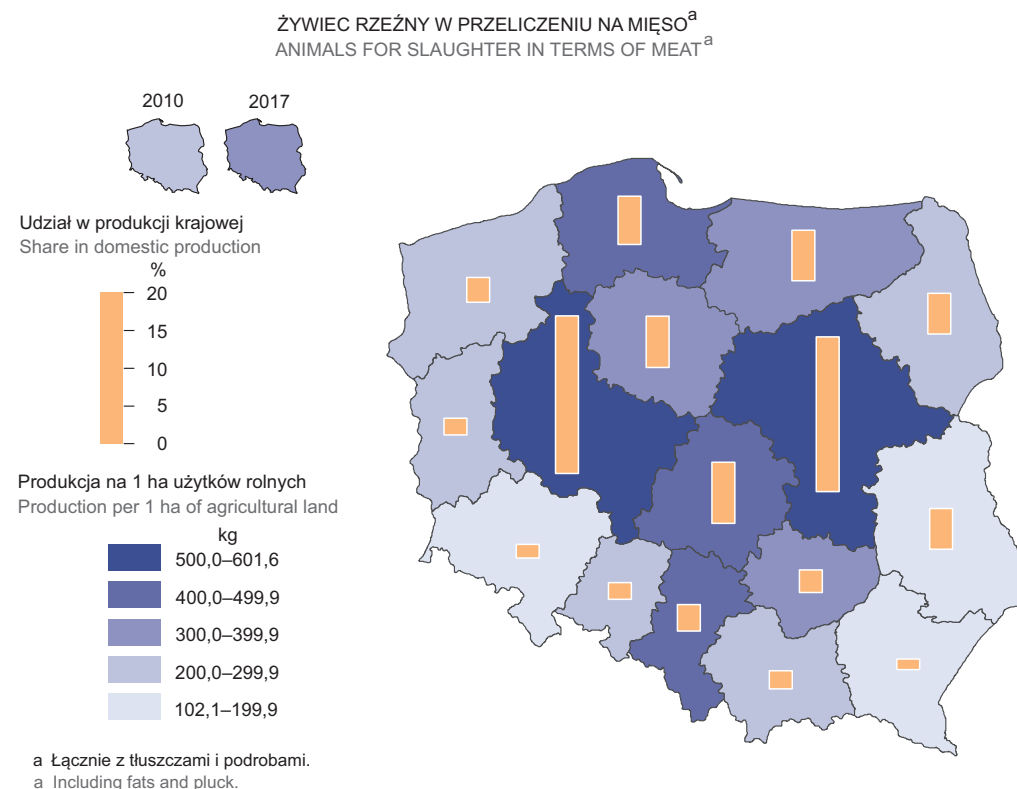 ŻYWIEC RZEŹNY W PRZELICZENIU NA MIĘSOᵃ
ANIMALS FOR SLAUGHTER IN TERMS OF MEATᵃ
2010 2017
Udział w produkcji krajowej
Share in domestic production
%
20
15
10
5
0
Produkcja na 1 ha użytków rolnych
Production per 1 ha of agricultural land
kg
500,0–601,6
400,0–499,9
300,0–399,9
200,0–299,9
102,1–199,9
a Łącznie z tłuszczami i podrobami.
a Including fats and pluck.